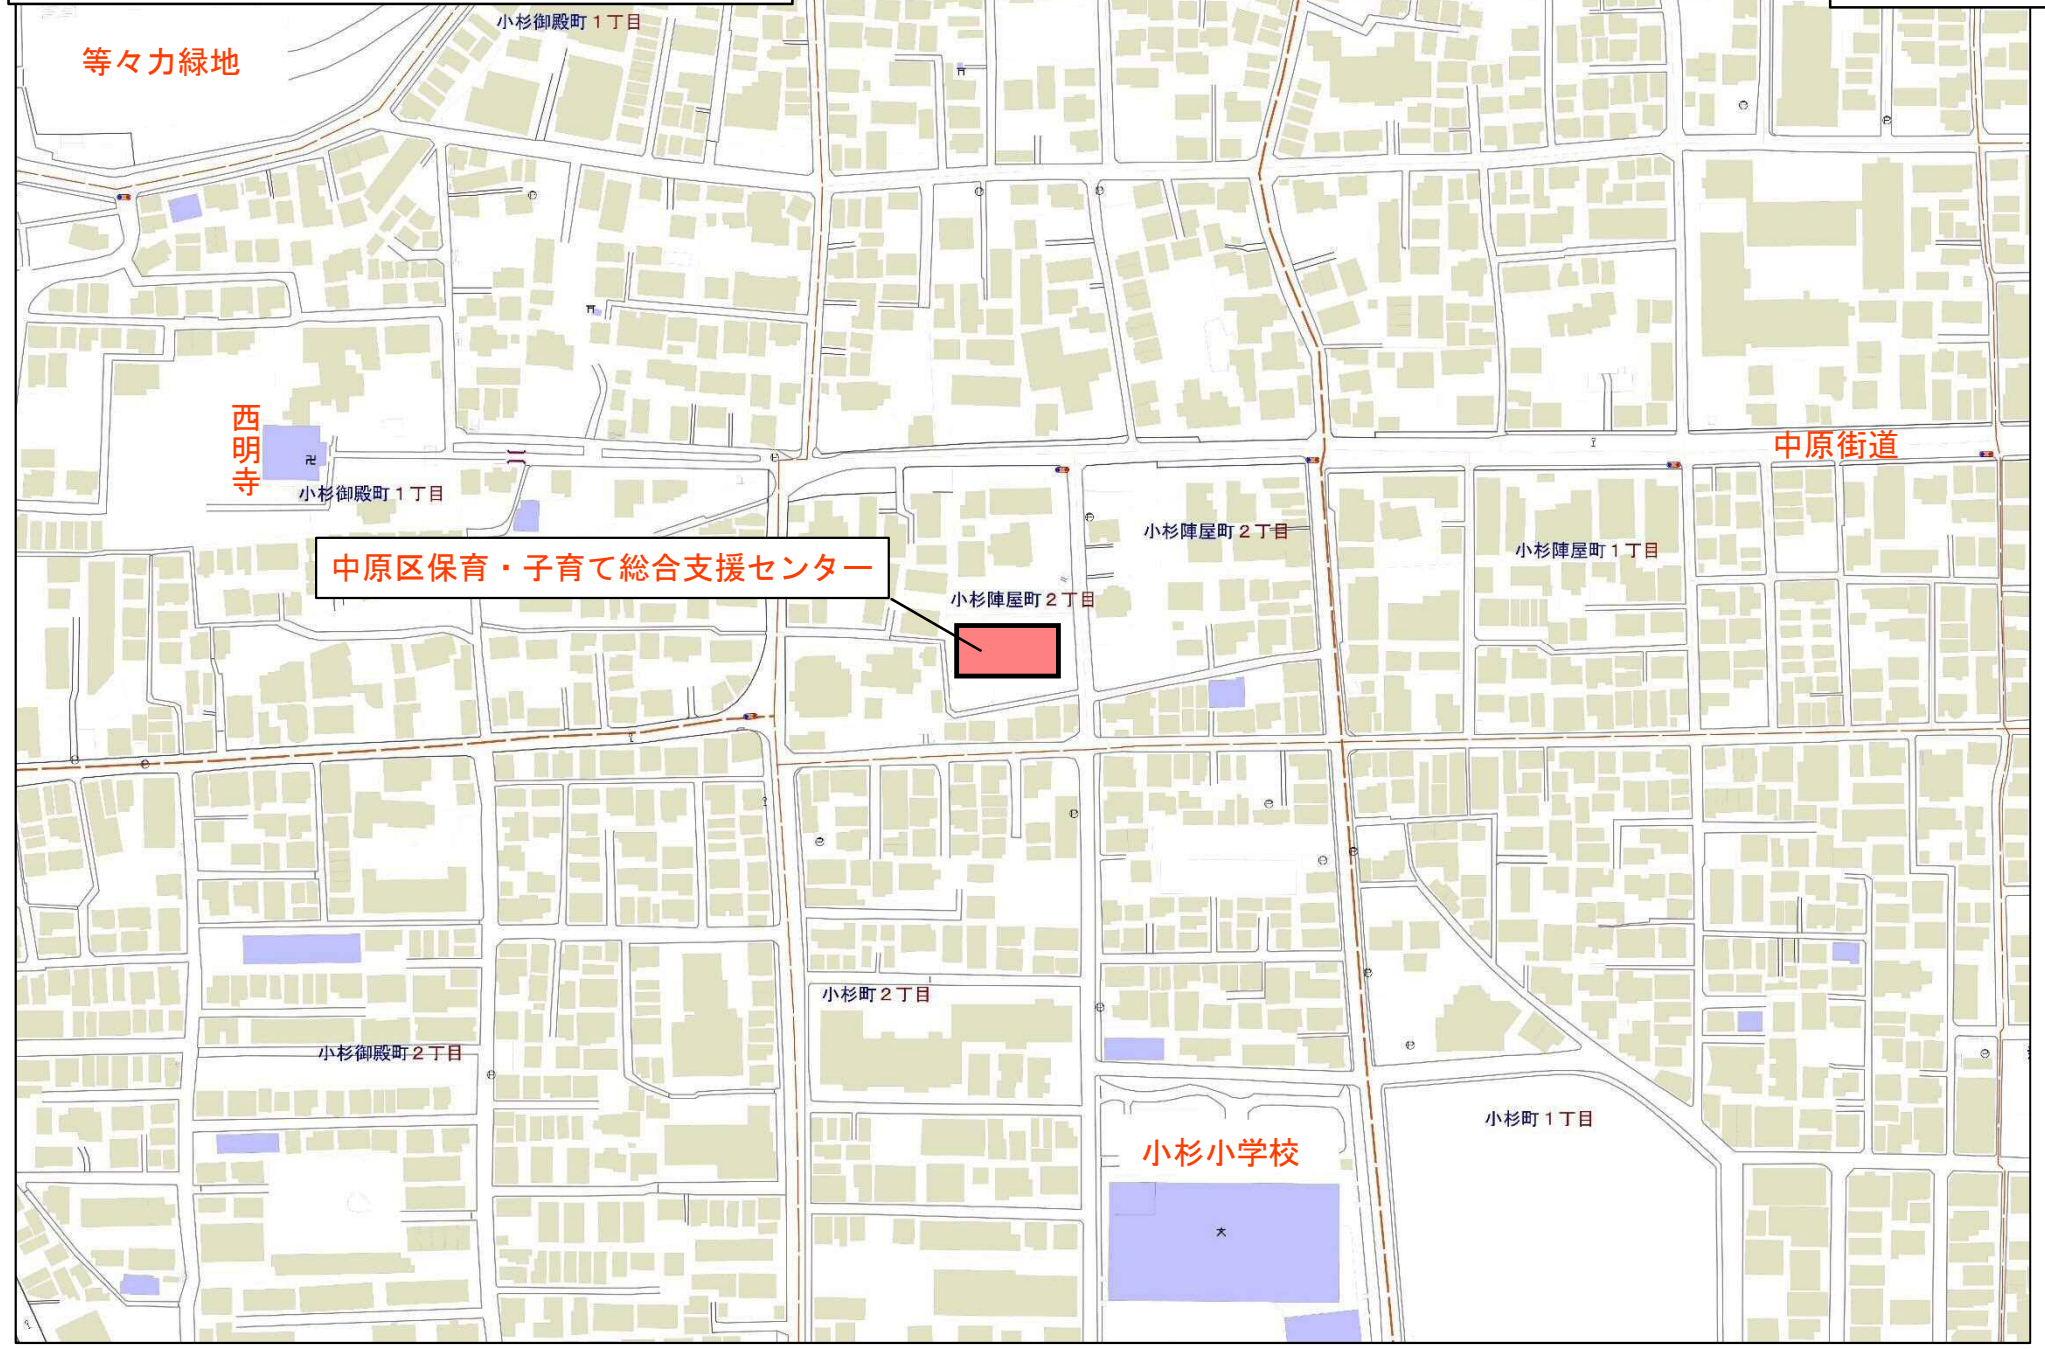 小杉御殿町1丁目
等々力緑地
西明寺
中原街道
小杉御殿町1丁目
小杉陣屋町2丁目
小杉陣屋町1丁目
中原区保育・子育て総合支援センター
小杉陣屋町2丁目
小杉町2丁目
小杉御殿町2丁目
小杉町1丁目
小杉小学校